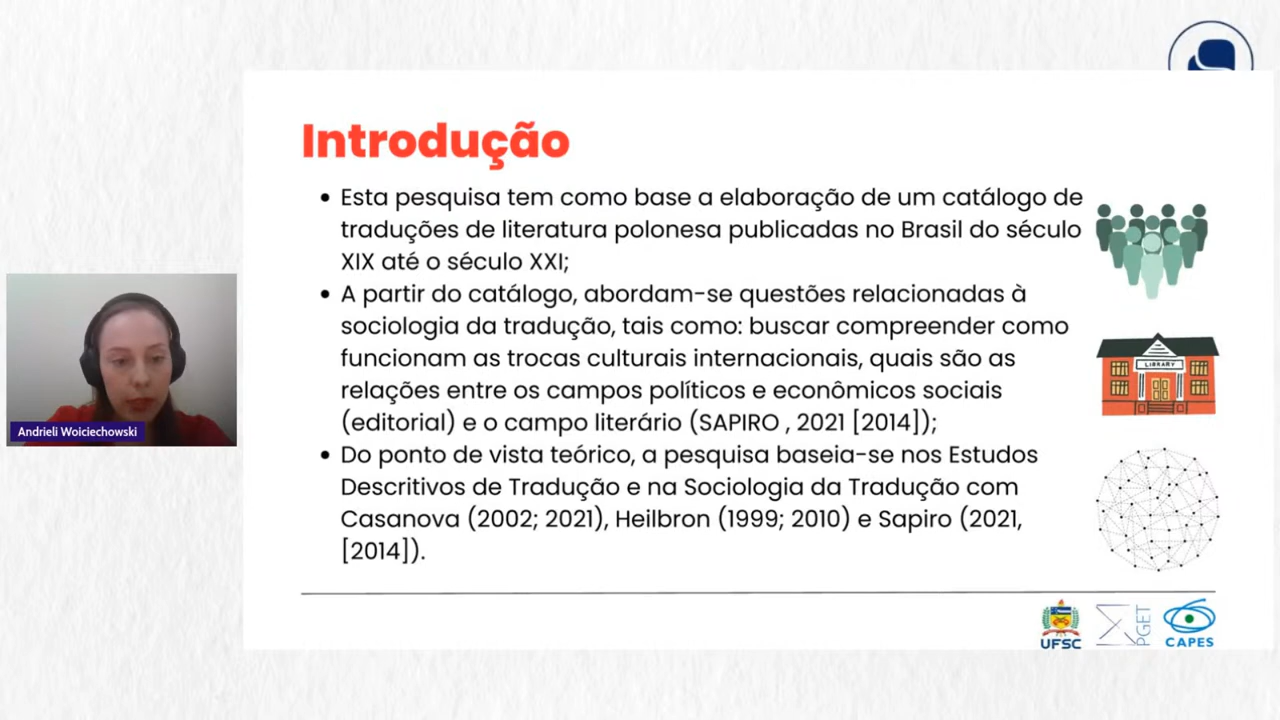 Introdução
• Esta pesquisa tem como base a elaboração de um catálogo de
traduções de literatura polonesa publicadas no Brasil do século
XIX até o século XXI;
• A partir do catálogo, abordam-se questões relacionadas à
sociologia da tradução, tais como: buscar compreender como
funcionam as trocas culturais internacionais, quais são as
relações entre os campos políticos e econômicos sociais
(editorial) e o campo literário (SAPIRO , 2021 [2014]);
• Do ponto de vista teórico, a pesquisa baseia-se nos Estudos
Descritivos de Tradução e na Sociologia da Tradução com
Casanova (2002; 2021), Heilbron (1999; 2010) e Sapiro (2021,
[2014]).
LIBRARY
Andrieli Woiciechowski
UFSC
PGET
CAPES